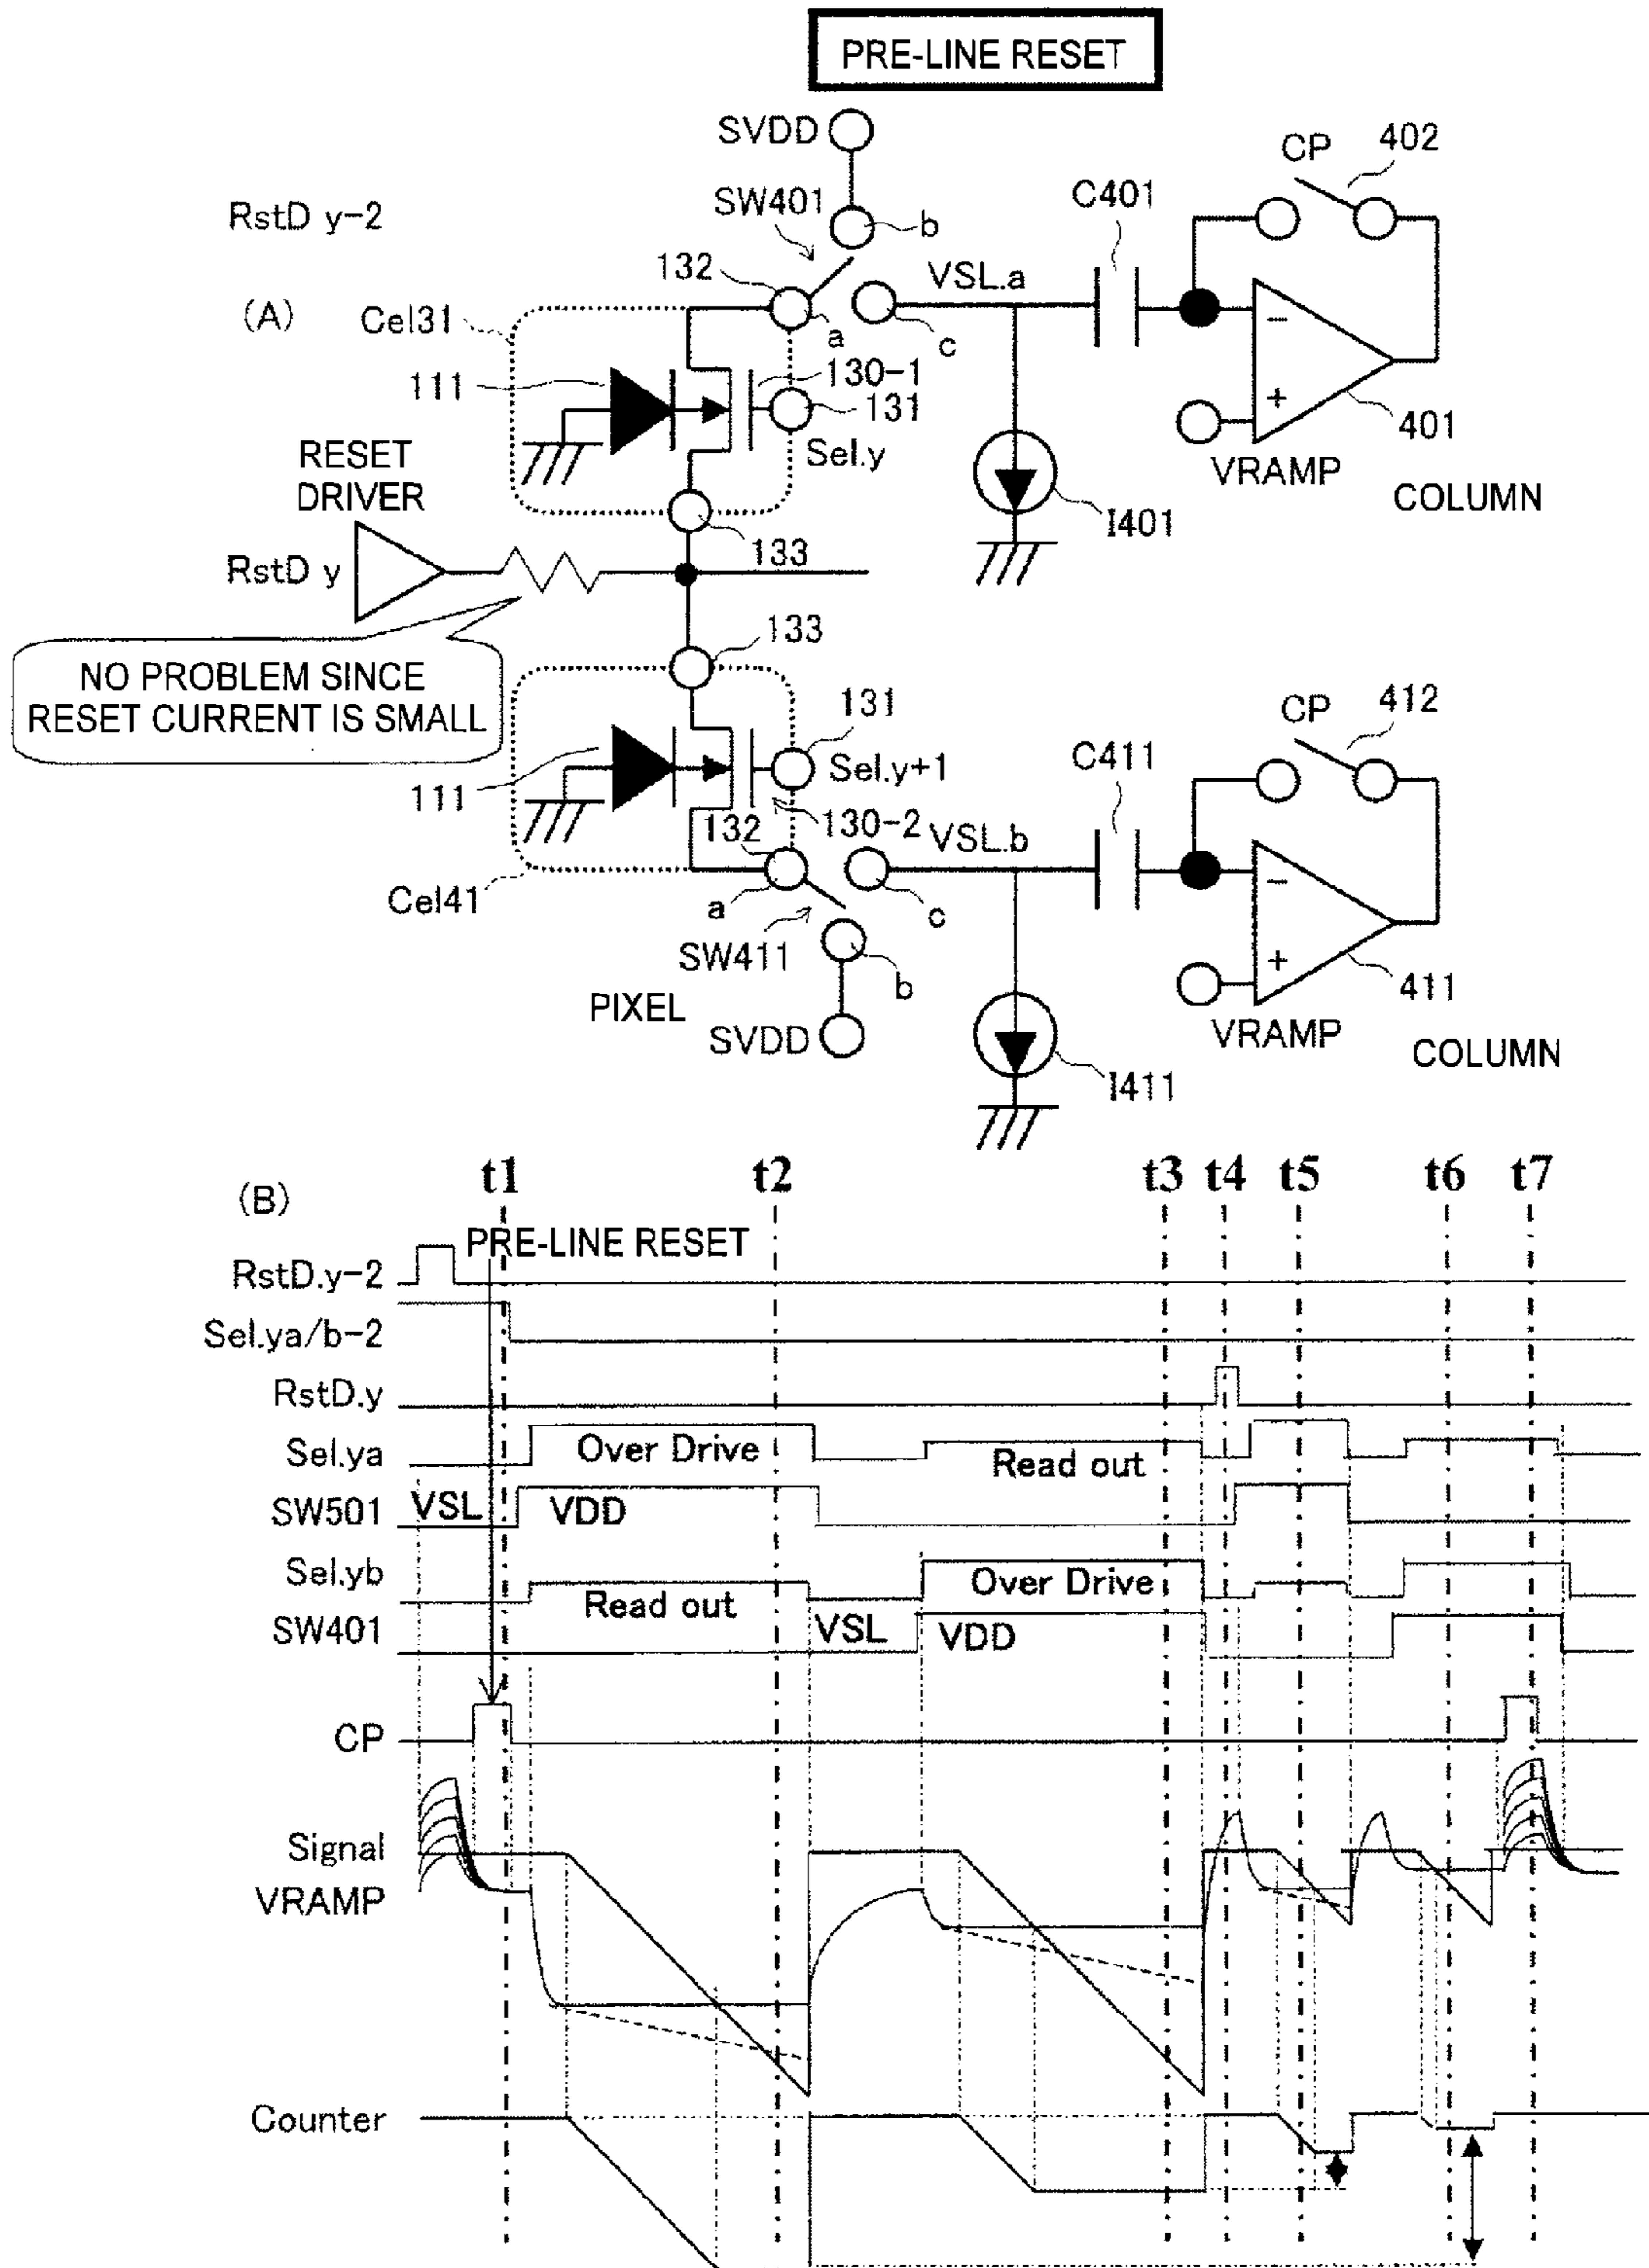 PRE-LINE RESET
SVDD
CP
402
RstD y-2
SW401
C401
b
132
VSL.a
(A)
Cel31
a
c
−
111
130-1
131
+
401
RESET
DRIVER
Sel.y
VRAMP
COLUMN
I401
133
RstD y
133
NO PROBLEM SINCE
RESET CURRENT IS SMALL
131
CP
412
Sel.y+1
C411
111
132
130-2
VSL.b
−
Cel41
a
c
SW411
b
+
411
PIXEL
SVDD
VRAMP
COLUMN
I411
(B)
t1
t2
t3
t4
t5
t6
t7
PRE-LINE RESET
RstD.y-2
Sel.ya/b-2
RstD.y
Sel.ya
Over Drive
Read out
SW501
VSL
VDD
Sel.yb
Read out
Over Drive
SW401
VSL
VDD
CP
Signal
VRAMP
Counter